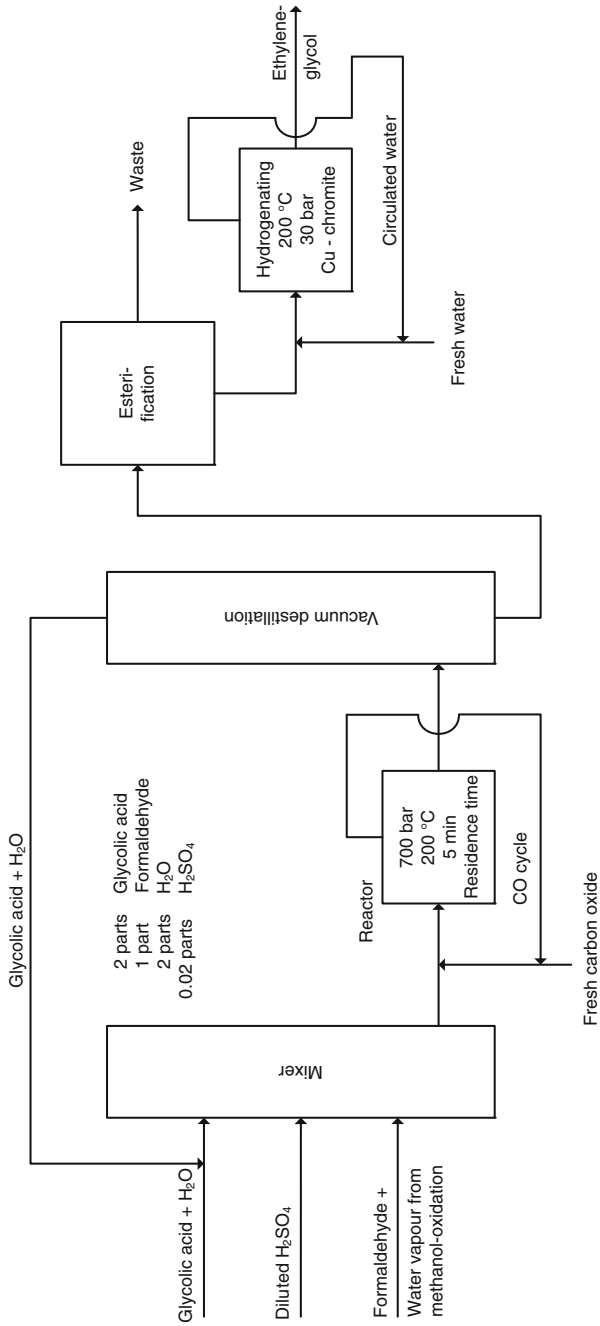 Glycolic acid + H₂O
Glycolic acid + H₂O
Diluted H₂SO₄
Formaldehyde +
Water vapour from
methanol-oxidation
Mixer
2 parts Glycolic acid
1 part Formaldehyde
2 parts H₂O
0.02 parts H₂SO₄
Reactor
700 bar
200 °C
5 min
Residence time
CO cycle
Fresh carbon oxide
Vacuum destillation
Esteri-
fication
Waste
Hydrogenating
200 °C
30 bar
Cu - chromite
Ethylene-
glycol
Circulated water
Fresh water